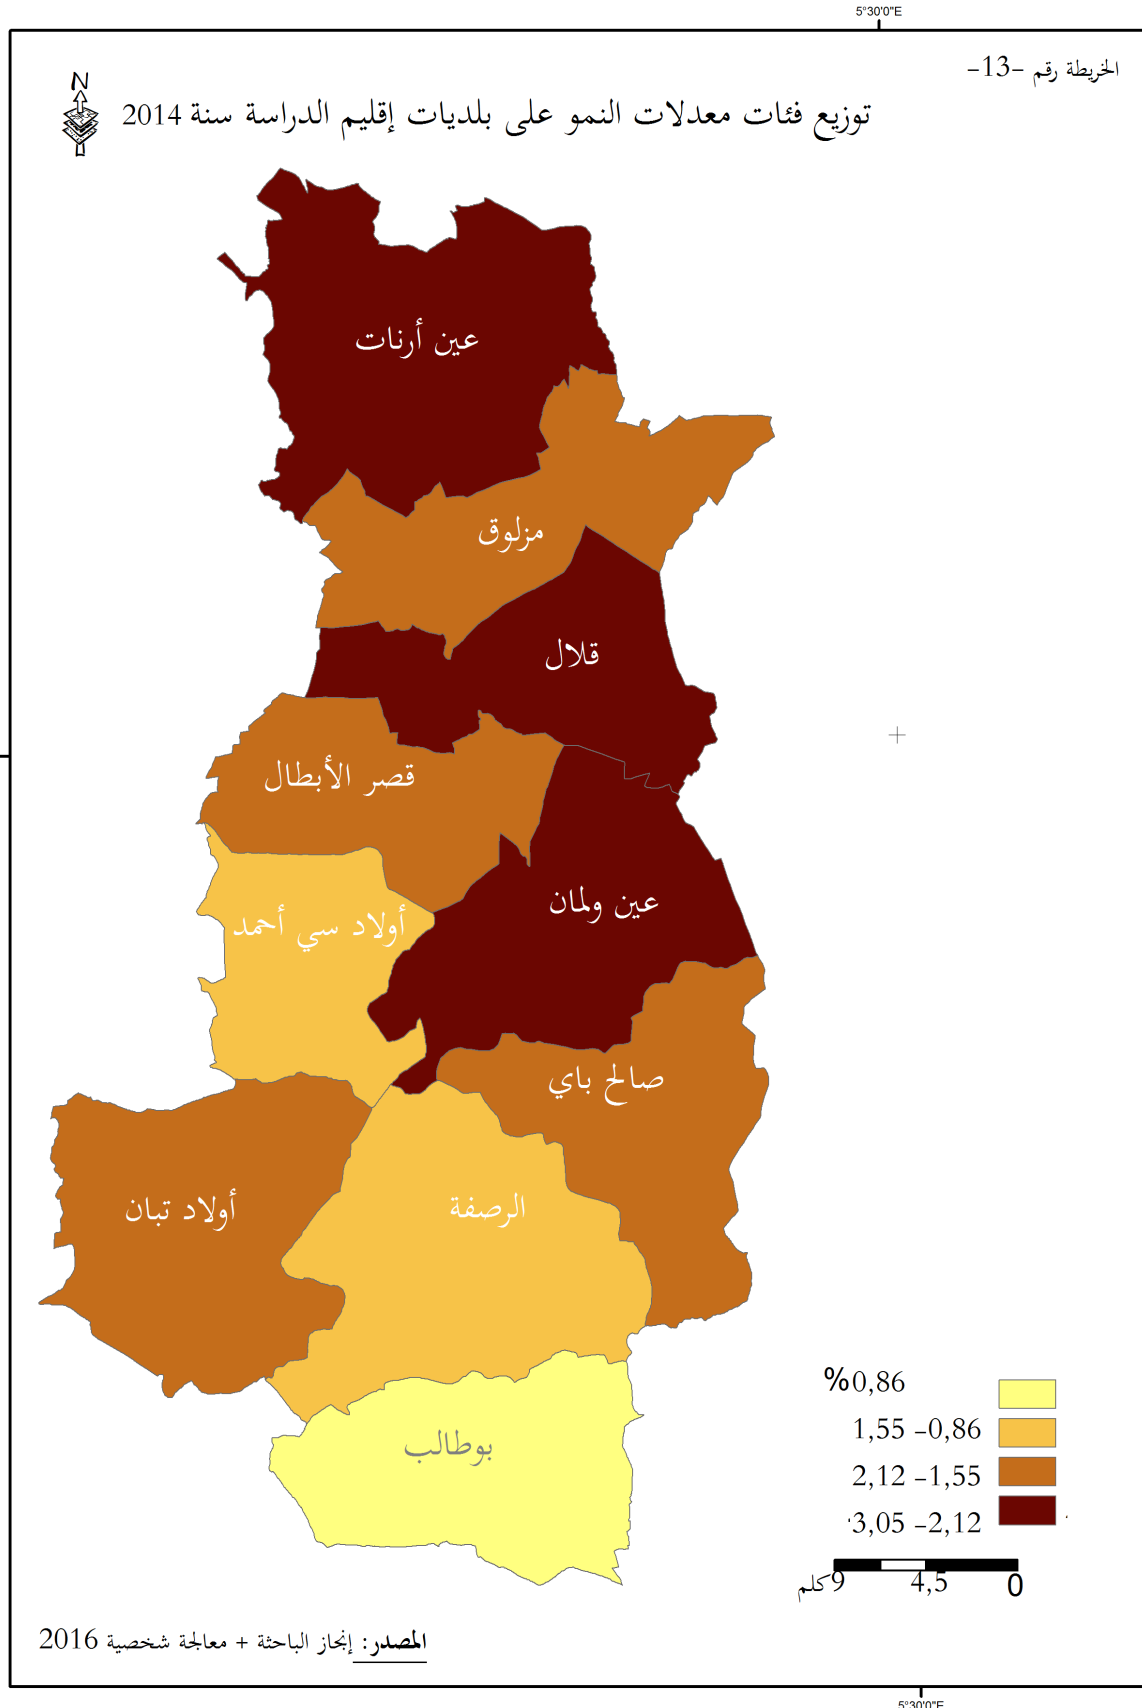 5°30'0"E
الخريطة رقم -13-
N
توزيع فئات معدلات النمو على بلديات إقليم الدراسة سنة 2014
عين أرنات
مزلوق
قلال
قصر الأبطال
عين ولمان
أولاد سي أحمد
صالح باي
أولاد تبان
الرصفة
بوطالب
%0,86
1,55 -0,86
2,12 -1,55
3,05 -2,12
9كلم 4,5 0
المصدر: إنجاز الباحثة + معالجة شخصية 2016
5°30'0"E